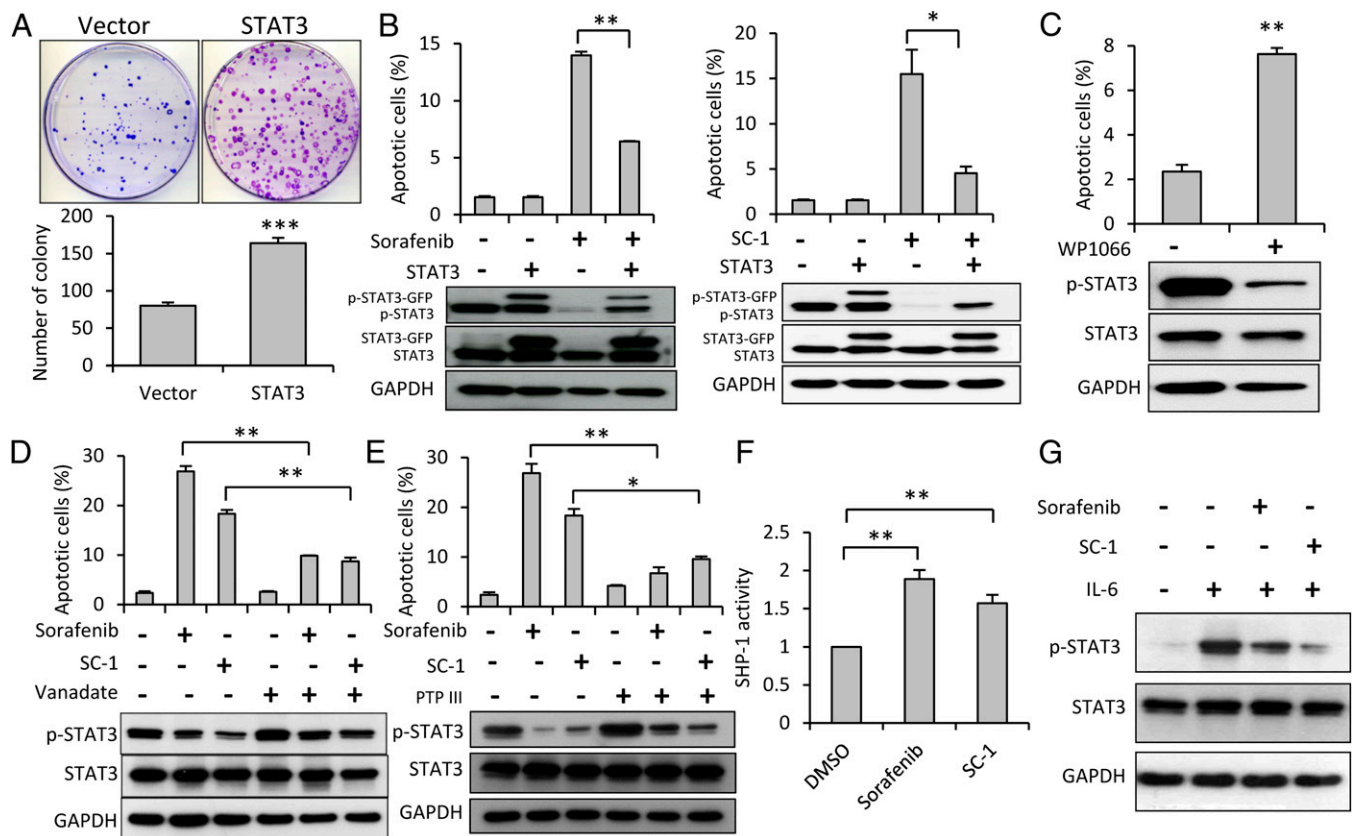 A
Vector STAT3
Number of colony
200
150
100
50
0
***
Vector STAT3
B
Apototic cells (%)
15
10
5
0
**
Sorafenib - - + +
STAT3 - + - +
p-STAT3-GFP
p-STAT3
STAT3-GFP
STAT3
GAPDH
Apototic cells (%)
20
15
10
5
0
*
SC-1 - - + +
STAT3 - + - +
p-STAT3-GFP
p-STAT3
STAT3-GFP
STAT3
GAPDH
C
Apototic cells (%)
8
6
4
2
0
**
WP1066 - +
p-STAT3
STAT3
GAPDH
D
Apototic cells (%)
30
20
10
0
**
**
Sorafenib - + - - + -
SC-1 - - + - - +
Vanadate - - - + + +
p-STAT3
STAT3
GAPDH
E
Apototic cells (%)
30
20
10
0
**
*
Sorafenib - + - - + -
SC-1 - - + - - +
PTP III - - - + + +
p-STAT3
STAT3
GAPDH
F
SHP-1 activity
2.5
2
1.5
1
0.5
0
**
**
DMSO
Sorafenib
SC-1
G
Sorafenib - - + -
SC-1 - - - +
IL-6 - + + +
p-STAT3
STAT3
GAPDH